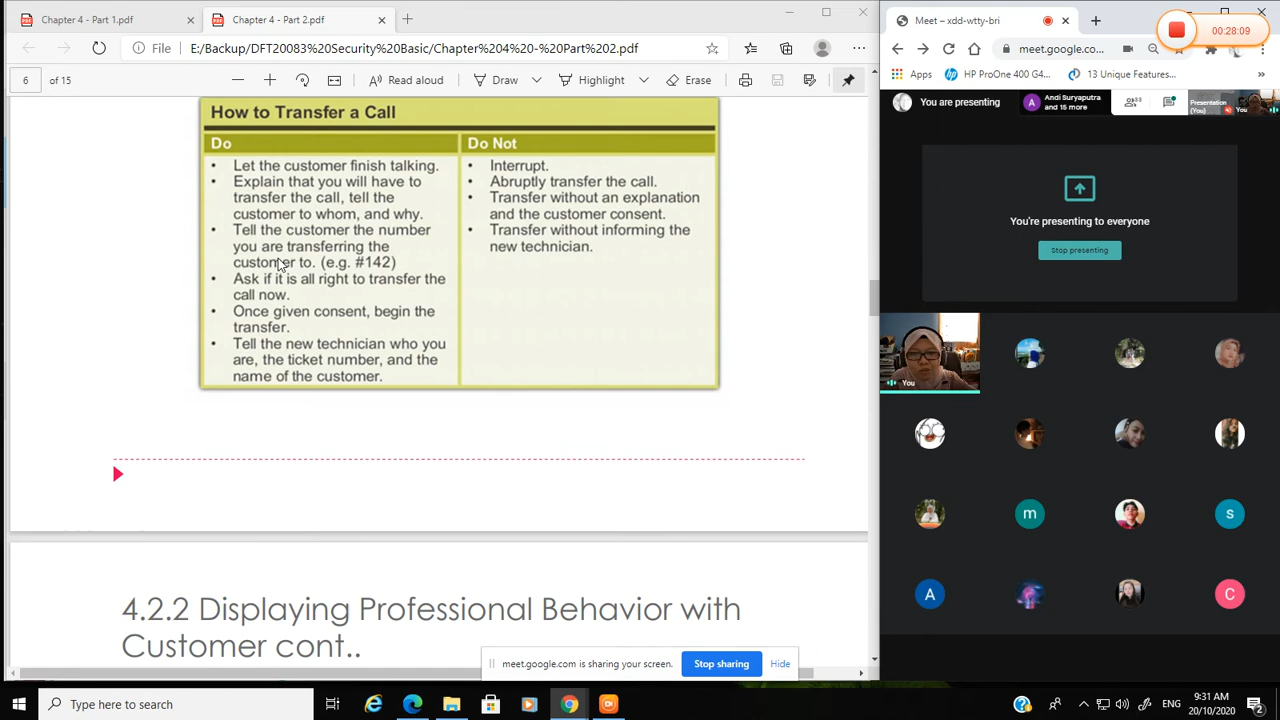 Chapter 4 - Part 1.pdf
Chapter 4 - Part 2.pdf
File
E:/Backup/DFT20083%20Security%20Basic/Chapter%204%20-%20Part%202.pdf
6 of 15
Read aloud
Draw
Highlight
Erase
How to Transfer a Call
Do
• Let the customer finish talking.
• Explain that you will have to
transfer the call, tell the
customer to whom, and why.
• Tell the customer the number
you are transferring the
customer to. (e.g. #142)
• Ask if it is all right to transfer the
call now.
• Once given consent, begin the
transfer.
• Tell the new technician who you
are, the ticket number, and the
name of the customer.
Do Not
• Interrupt.
• Abruptly transfer the call.
• Transfer without an explanation
and the customer consent.
• Transfer without informing the
new technician.
4.2.2 Displaying Professional Behavior with
Customer cont..
meet.google.com is sharing your screen.
Stop sharing
Hide
Meet – xdd-wtty-bri
00:28:09
meet.google.co...
Apps
HP ProOne 400 G4...
13 Unique Features...
You are presenting
A
Andi Suryaputra
and 15 more
33
Presentation
(You)
You
You're presenting to everyone
Stop presenting
You
m
s
A
C
Type here to search
ENG
9:31 AM
20/10/2020
2